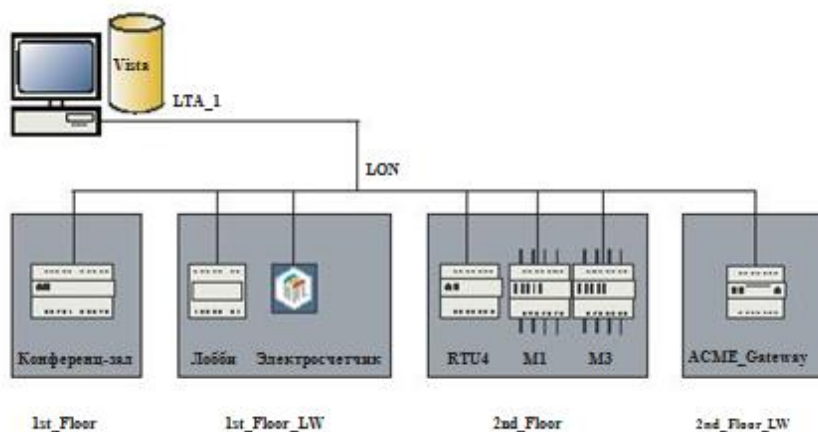 Vista
LTA_1
LON
Конференц-зал
Лобби
Электросчетчик
RTU4
M1
M3
ACME_Gateway
1st_Floor
1st_Floor_LW
2nd_Floor
2nd_Floor_LW